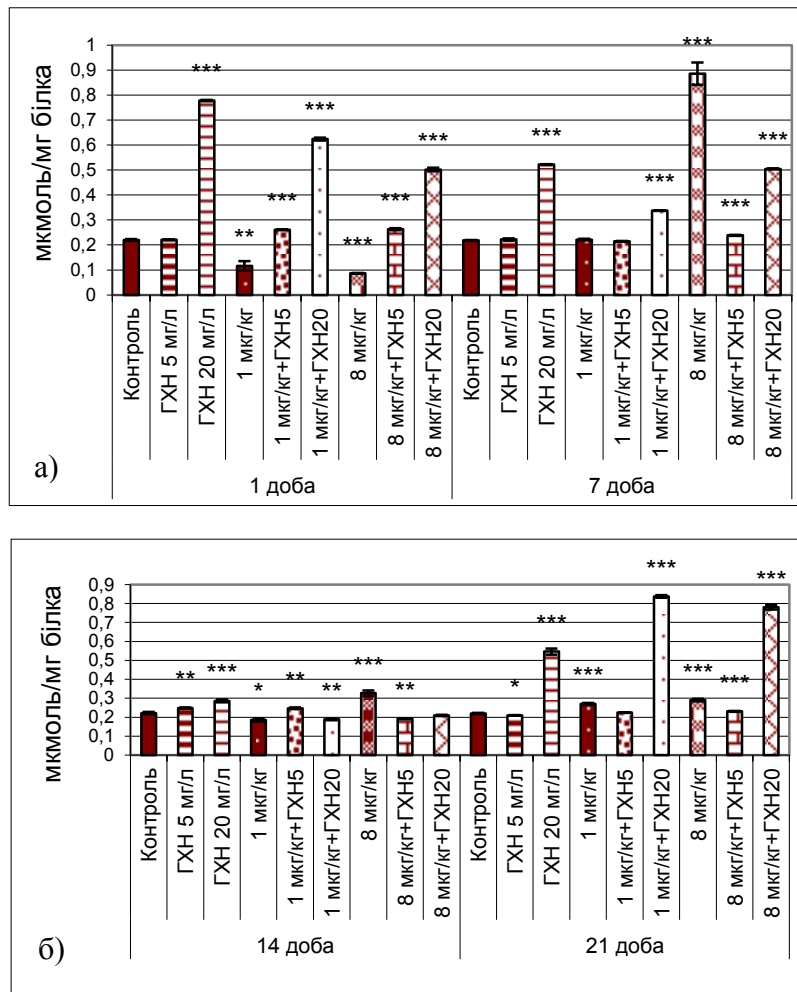 мкмоль/мг білка
1
0,9
0,8
0,7
0,6
0,5
0,4
0,3
0,2
0,1
0
***
**
***
***
***
***
***
***
***
***
***
Контроль
ГХН 5 мг/л
ГХН 20 мг/л
1 мкг/кг
1 мкг/кг+ГХН5
1 мкг/кг+ГХН20
8 мкг/кг
8 мкг/кг+ГХН5
8 мкг/кг+ГХН20
Контроль
ГХН 5 мг/л
ГХН 20 мг/л
1 мкг/кг
1 мкг/кг+ГХН5
1 мкг/кг+ГХН20
8 мкг/кг
8 мкг/кг+ГХН5
8 мкг/кг+ГХН20
1 доба
7 доба
а)
мкмоль/мг білка
0,9
0,8
0,7
0,6
0,5
0,4
0,3
0,2
0,1
0
**
***
*
**
**
***
**
*
***
***
***
***
***
***
Контроль
ГХН 5 мг/л
ГХН 20 мг/л
1 мкг/кг
1 мкг/кг+ГХН5
1 мкг/кг+ГХН20
8 мкг/кг
8 мкг/кг+ГХН5
8 мкг/кг+ГХН20
Контроль
ГХН 5 мг/л
ГХН 20 мг/л
1 мкг/кг
1 мкг/кг+ГХН5
1 мкг/кг+ГХН20
8 мкг/кг
8 мкг/кг+ГХН5
8 мкг/кг+ГХН20
14 доба
21 доба
б)